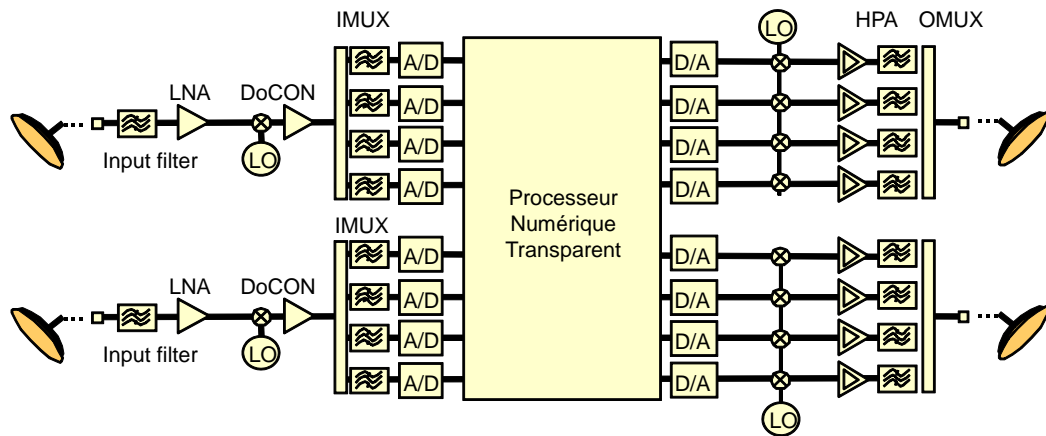 IMUX
HPA OMUX
LO
A/D
D/A
LNA
DoCON
A/D
D/A
Input filter
LO
A/D
D/A
A/D
D/A
Processeur
Numérique
Transparent
IMUX
A/D
D/A
LNA
DoCON
A/D
D/A
Input filter
LO
A/D
D/A
A/D
D/A
LO